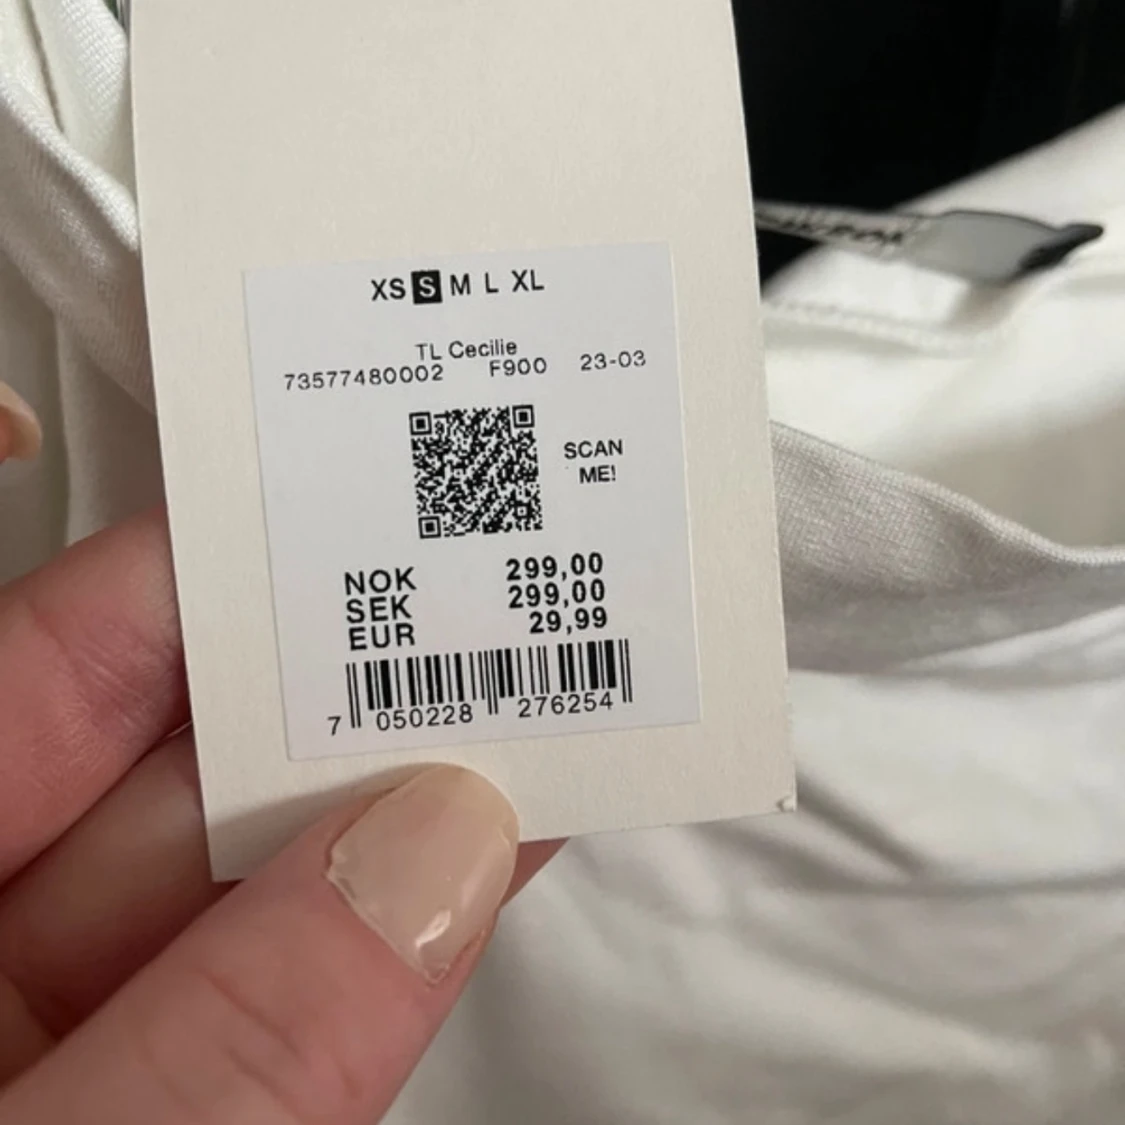 XS S M L XL
TL Cecilie
73577480002 F900 23-03
SCAN
ME!
NOK 299,00
SEK 299,00
EUR 29,99
7 050228 276254